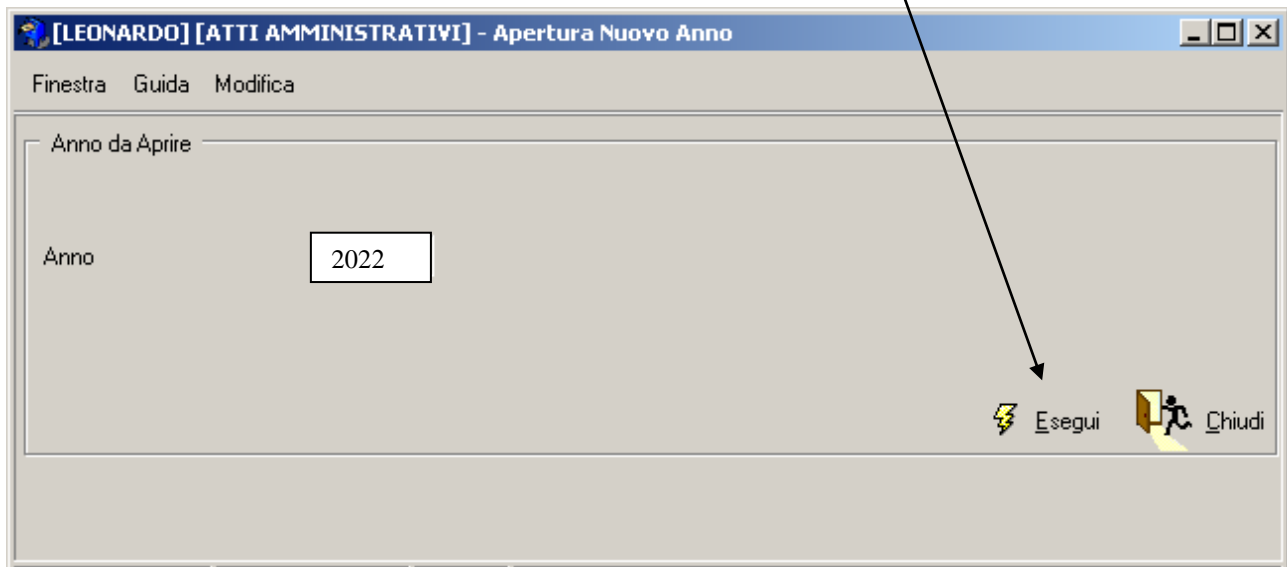 [LEONARDO] [ATTI AMMINISTRATIVI] - Apertura Nuovo Anno
Finestra Guida Modifica
Anno da Aprire
Anno 2022
Esegui Chiudi